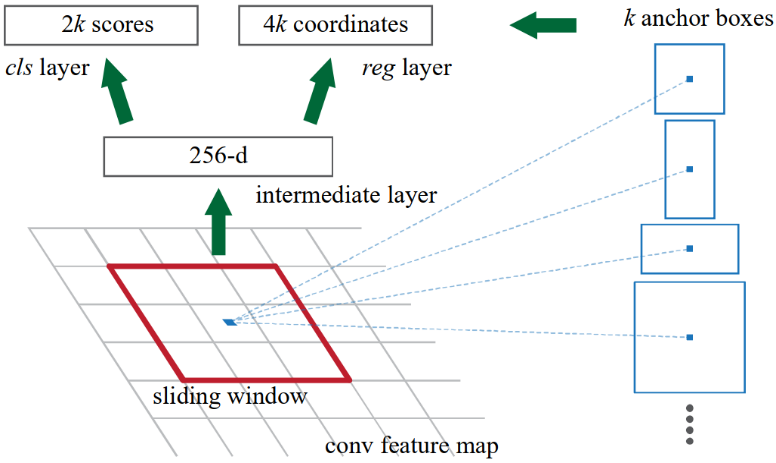 2k scores
4k coordinates
k anchor boxes
cls layer
reg layer
256-d
intermediate layer
sliding window
conv feature map